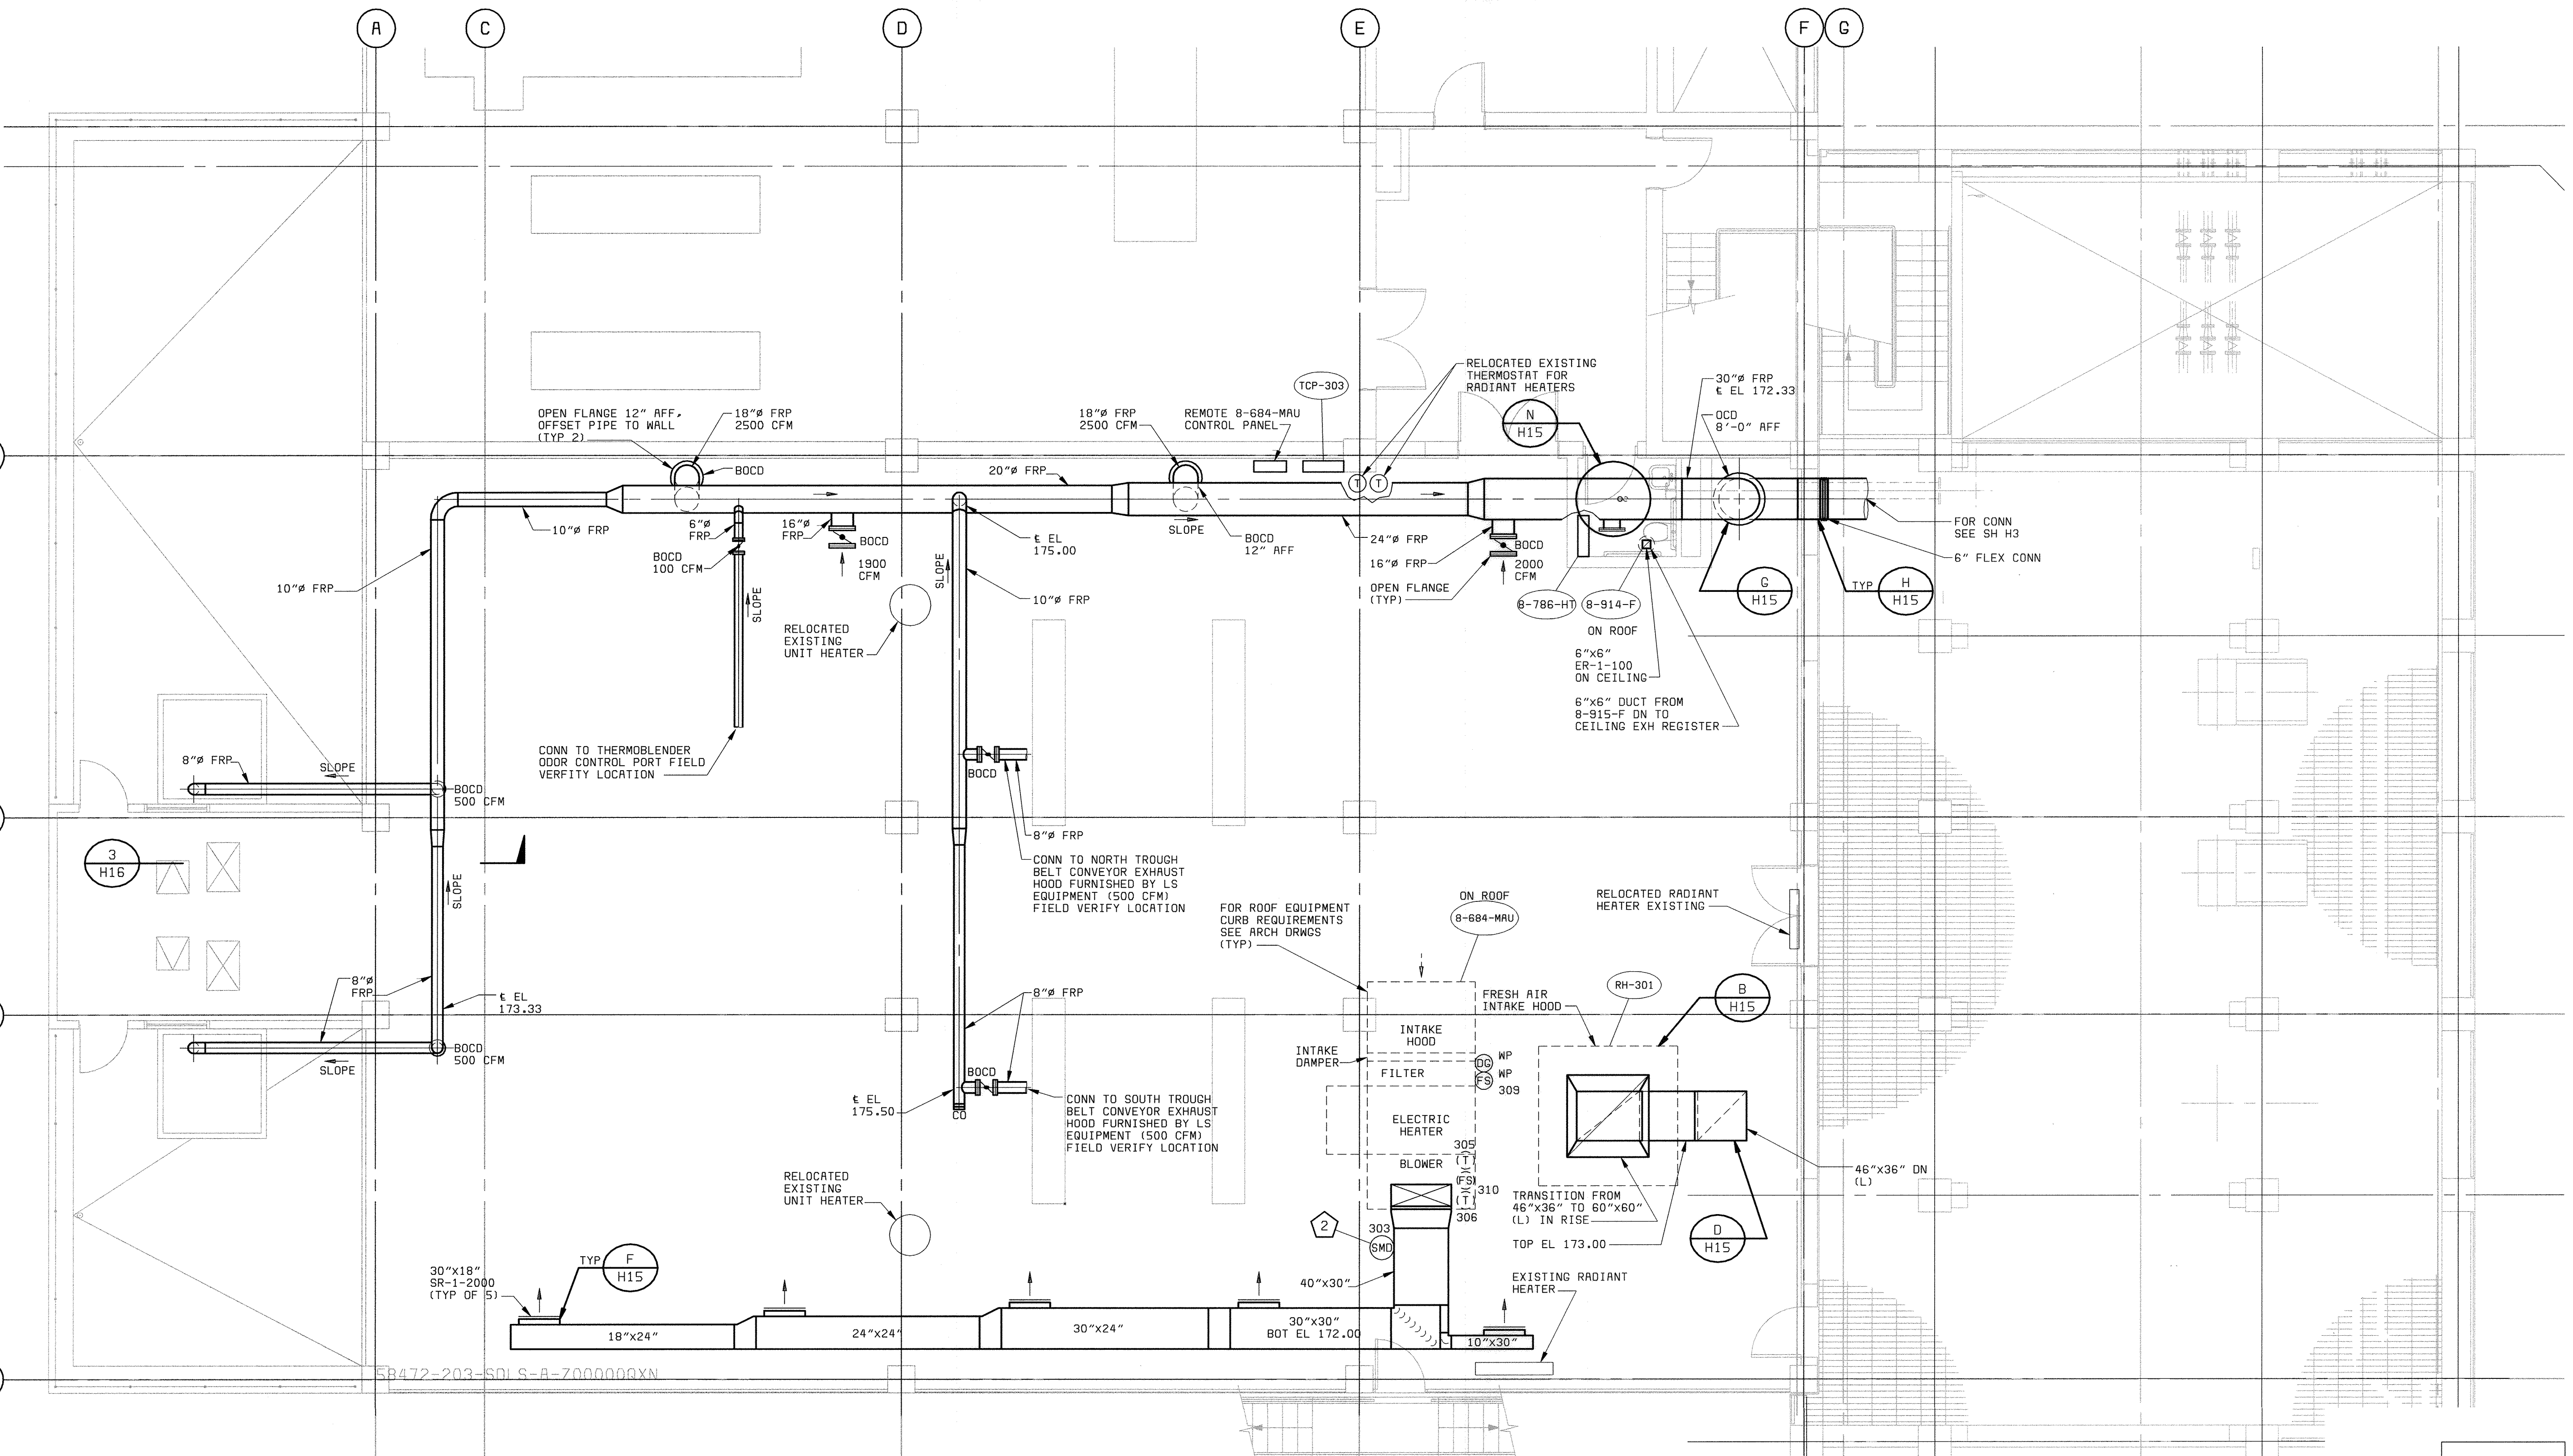 A
C
D
E
F
G
OPEN FLANGE 12" AFF,
OFFSET PIPE TO WALL
(TYP 2)
18"ø FRP
2500 CFM
BOCD
18"ø FRP
2500 CFM
REMOTE 8-684-MAU
CONTROL PANEL
TCP-303
RELOCATED EXISTING
THERMOSTAT FOR
RADIANT HEATERS
N
H15
30"ø FRP
℄ EL 172.33
OCD
8'-0" AFF
20"ø FRP
T
T
10"ø FRP
6"ø
FRP
16"ø
FRP
BOCD
BOCD
100 CFM
1900
CFM
℄ EL
175.00
SLOPE
BOCD
12" AFF
24"ø FRP
16"ø FRP
BOCD
2000
CFM
OPEN FLANGE
(TYP)
8-786-HT
8-914-F
ON ROOF
6"x6"
ER-1-100
ON CEILING
6"x6" DUCT FROM
8-915-F DN TO
CEILING EXH REGISTER
G
H15
TYP
H
H15
FOR CONN
SEE SH H3
6" FLEX CONN
10"ø FRP
SLOPE
SLOPE
10"ø FRP
RELOCATED
EXISTING
UNIT HEATER
CONN TO THERMOBLENDER
ODOR CONTROL PORT FIELD
VERFITY LOCATION
8"ø FRP
SLOPE
BOCD
500 CFM
BOCD
8"ø FRP
CONN TO NORTH TROUGH
BELT CONVEYOR EXHAUST
HOOD FURNISHED BY LS
EQUIPMENT (500 CFM)
FIELD VERIFY LOCATION
3
H16
SLOPE
FOR ROOF EQUIPMENT
CURB REQUIREMENTS
SEE ARCH DRWGS
(TYP)
ON ROOF
8-684-MAU
RELOCATED RADIANT
HEATER EXISTING
8"ø
FRP
℄ EL
173.33
8"ø FRP
FRESH AIR
INTAKE HOOD
RH-301
B
H15
INTAKE
HOOD
INTAKE
DAMPER
FILTER
DG
WP
FS
WP
309
BOCD
500 CFM
SLOPE
BOCD
℄ EL
175.50
CO
CONN TO SOUTH TROUGH
BELT CONVEYOR EXHAUST
HOOD FURNISHED BY LS
EQUIPMENT (500 CFM)
FIELD VERIFY LOCATION
ELECTRIC
HEATER
305
BLOWER
(T)
(FS)
310
(T)
306
46"x36" DN
(L)
RELOCATED
EXISTING
UNIT HEATER
TRANSITION FROM
46"x36" TO 60"x60"
(L) IN RISE
TOP EL 173.00
D
H15
2
303
SMD
40"x30"
EXISTING RADIANT
HEATER
30"x18"
SR-1-2000
(TYP OF 5)
TYP
F
H15
18"x24"
24"x24"
30"x24"
30"x30"
BOT EL 172.00
10"x30"
58472-203-SDLS-A-Z00000QXN